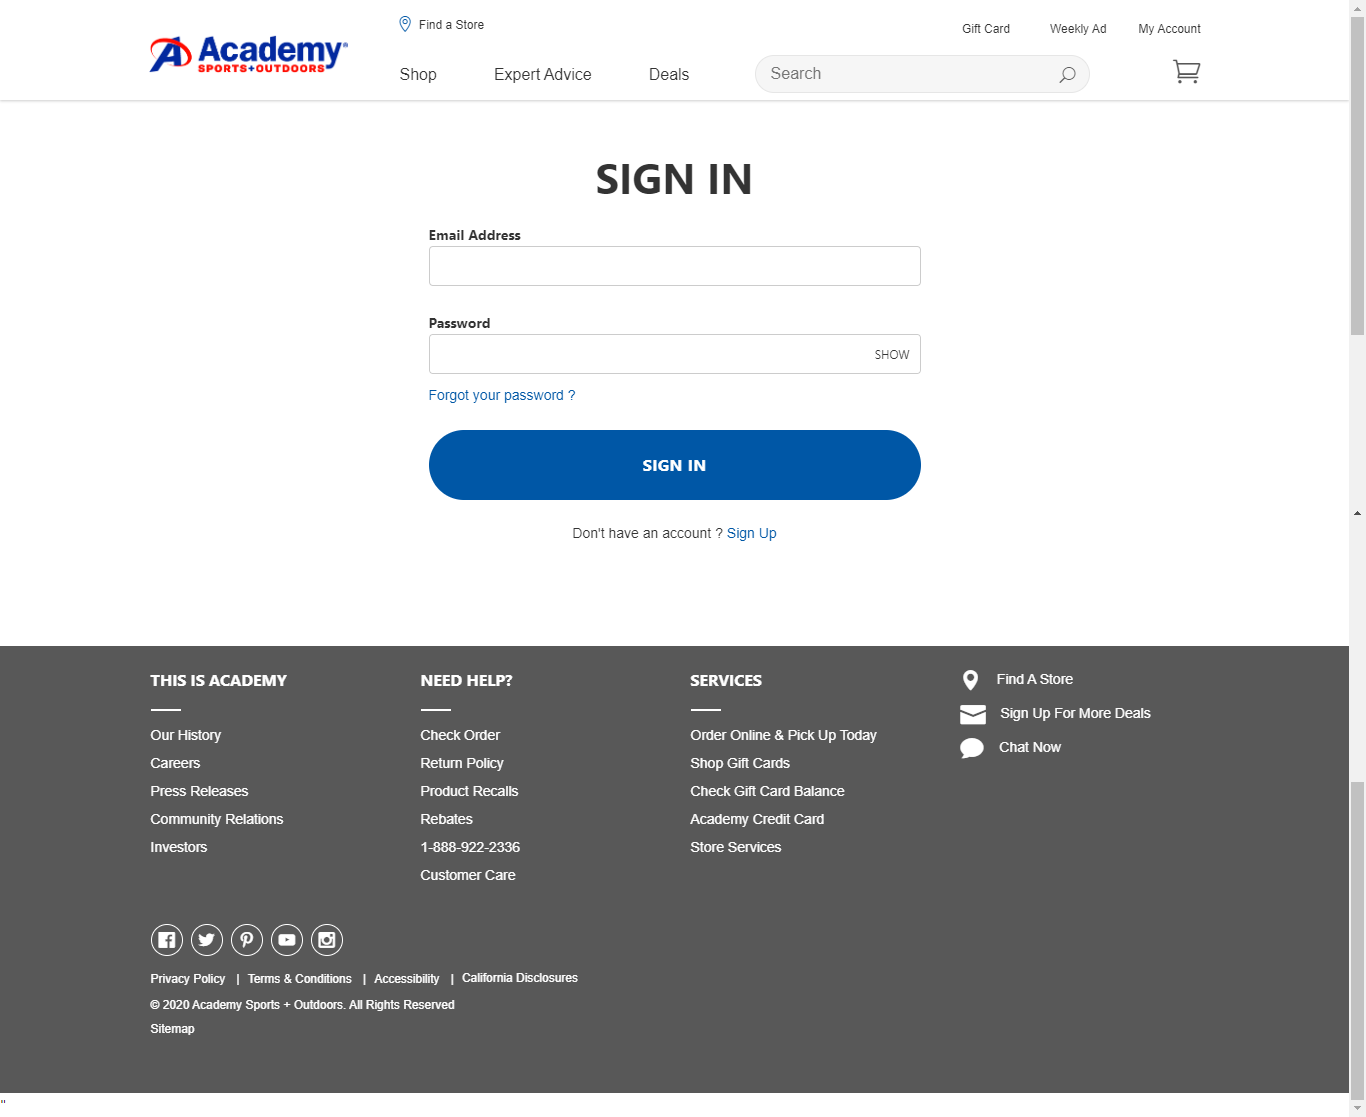 Find a Store
Gift Card
Weekly Ad
My Account
Academy
SPORTS+OUTDOORS
Shop
Expert Advice
Deals
Search
SIGN IN
Email Address
Password
SHOW
Forgot your password ?
SIGN IN
Don't have an account ? Sign Up
THIS IS ACADEMY
Our History
Careers
Press Releases
Community Relations
Investors
NEED HELP?
Check Order
Return Policy
Product Recalls
Rebates
1-888-922-2336
Customer Care
SERVICES
Order Online & Pick Up Today
Shop Gift Cards
Check Gift Card Balance
Academy Credit Card
Store Services
Find A Store
Sign Up For More Deals
Chat Now
Privacy Policy | Terms & Conditions | Accessibility | California Disclosures
© 2020 Academy Sports + Outdoors. All Rights Reserved
Sitemap
"